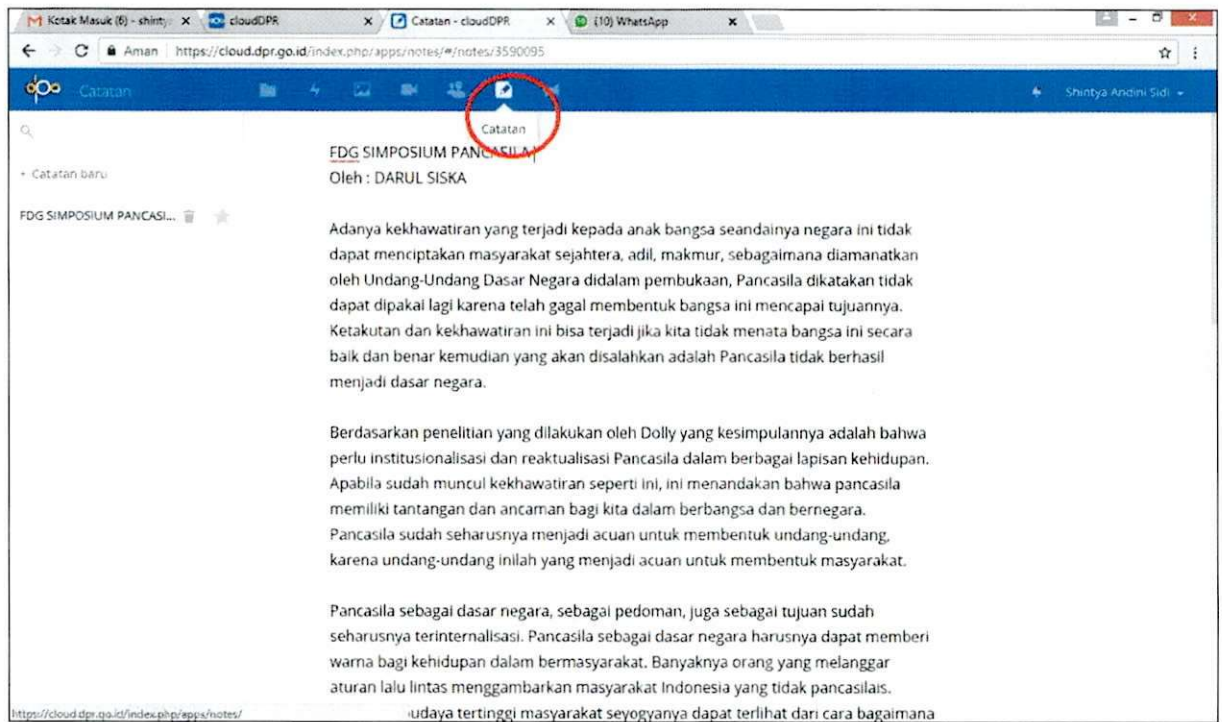 Kotak Masuk (6) - shinty
cloudDPR
Catatan - cloudDPR
(10) WhatsApp
Aman
https://cloud.dpr.go.id/index.php/apps/notes/#/notes/3590095
Catatan
Shintya Andini Sidi
Catatan
+ Catatan baru
FDG SIMPOSIUM PANCASI...
FDG SIMPOSIUM PANCASILA
Oleh : DARUL SISKA
Adanya kekhawatiran yang terjadi kepada anak bangsa seandainya negara ini tidak
dapat menciptakan masyarakat sejahtera, adil, makmur, sebagaimana diamanatkan
oleh Undang-Undang Dasar Negara didalam pembukaan, Pancasila dikatakan tidak
dapat dipakai lagi karena telah gagal membentuk bangsa ini mencapai tujuannya.
Ketakutan dan kekhawatiran ini bisa terjadi jika kita tidak menata bangsa ini secara
baik dan benar kemudian yang akan disalahkan adalah Pancasila tidak berhasil
menjadi dasar negara.
Berdasarkan penelitian yang dilakukan oleh Dolly yang kesimpulannya adalah bahwa
perlu institusionalisasi dan reaktualisasi Pancasila dalam berbagai lapisan kehidupan.
Apabila sudah muncul kekhawatiran seperti ini, ini menandakan bahwa pancasila
memiliki tantangan dan ancaman bagi kita dalam berbangsa dan bernegara.
Pancasila sudah seharusnya menjadi acuan untuk membentuk undang-undang,
karena undang-undang inilah yang menjadi acuan untuk membentuk masyarakat.
Pancasila sebagai dasar negara, sebagai pedoman, juga sebagai tujuan sudah
seharusnya terinternalisasi. Pancasila sebagai dasar negara harusnya dapat memberi
warna bagi kehidupan dalam bermasyarakat. Banyaknya orang yang melanggar
aturan lalu lintas menggambarkan masyarakat Indonesia yang tidak pancasilais.
udaya tertinggi masyarakat seyogyanya dapat terlihat dari cara bagaimana
https://cloud.dpr.go.id/index.php/apps/notes/